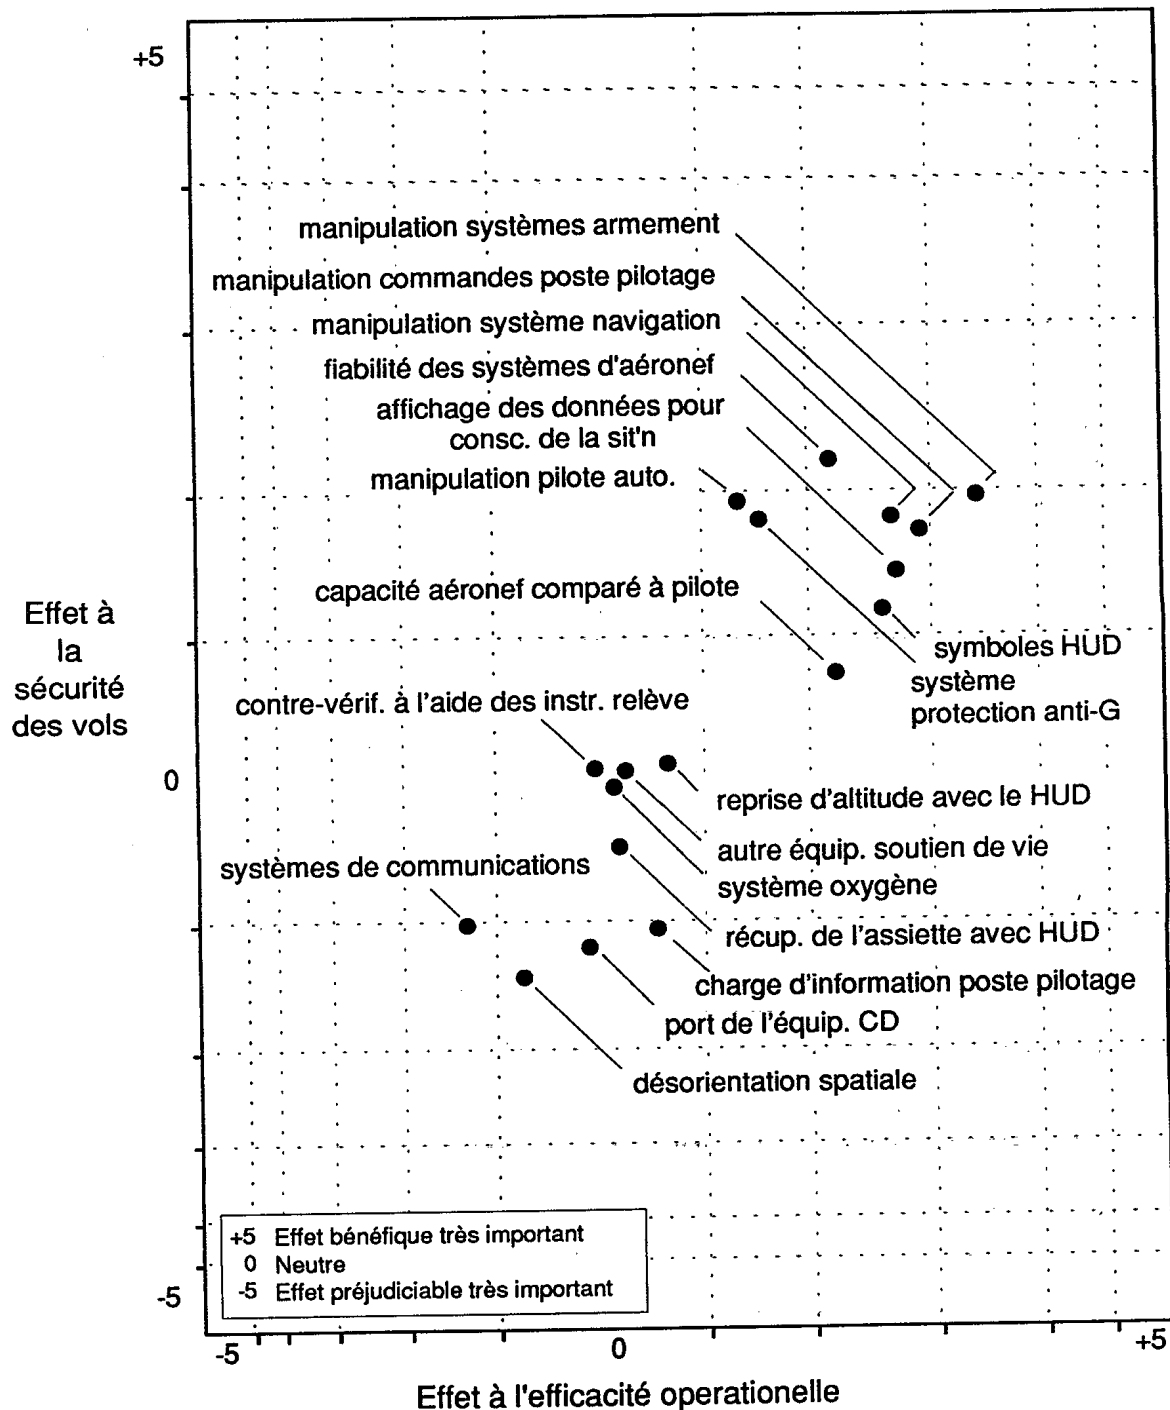 +5
manipulation systèmes armement
manipulation commandes poste pilotage
manipulation système navigation
fiabilité des systèmes d'aéronef
affichage des données pour
consc. de la sit'n
manipulation pilote auto.
capacité aéronef comparé à pilote
Effet à
la
sécurité
des vols
symboles HUD
système
protection anti-G
contre-vérif. à l'aide des instr. relève
0
reprise d'altitude avec le HUD
autre équip. soutien de vie
système oxygène
systèmes de communications
récup. de l'assiette avec HUD
charge d'information poste pilotage
port de l'équip. CD
désorientation spatiale
+5 Effet bénéfique très important
0 Neutre
-5 Effet préjudiciable très important
-5
-5 0 +5
Effet à l'efficacité operationelle